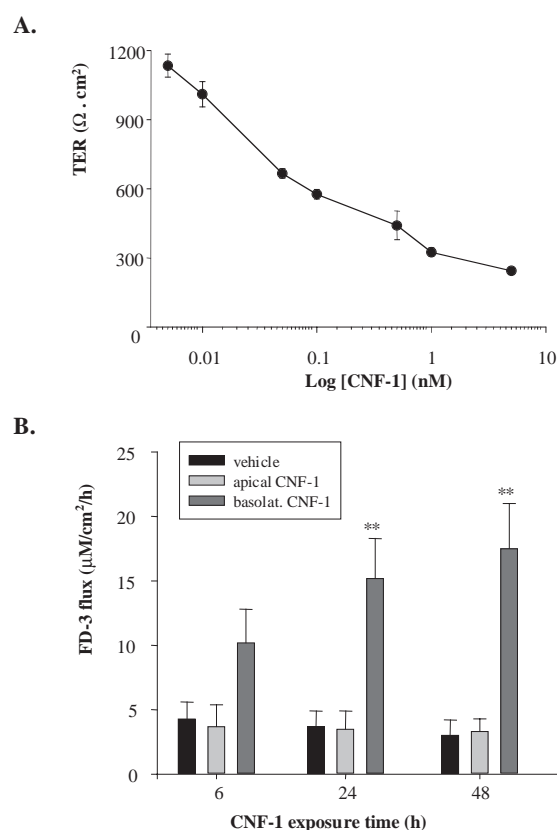 A.
1200
900
600
300
0
TER (Ω . cm²)
0.01 0.1 1 10
Log [CNF-1] (nM)
B.
25
20
15
10
5
0
FD-3 flux (μM/cm²/h)
vehicle
apical CNF-1
basolat. CNF-1
**
**
6 24 48
CNF-1 exposure time (h)